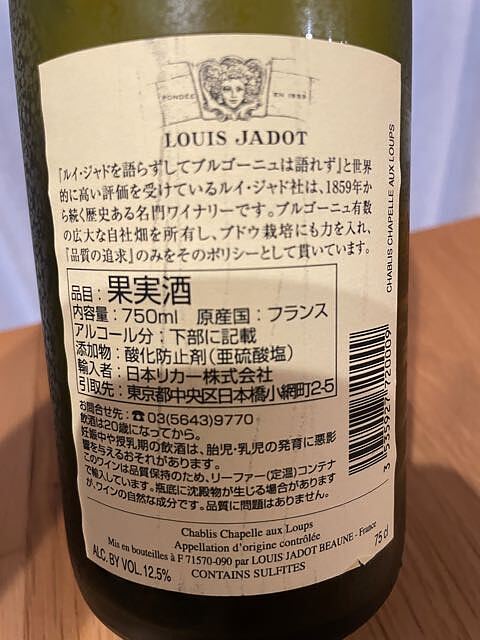 FONDÉE EN 1859
LOUIS JADOT
『ルイ・ジャドを語らずしてブルゴーニュは語れず』と世界
的に高い評価を受けているルイ・ジャド社は、1859年か
ら続く歴史ある名門ワイナリーです。ブルゴーニュ有数
の広大な自社畑を所有し、ブドウ栽培にも力を入れ、
『品質の追求』のみをそのポリシーとして貫いています。
品目：果実酒
内容量：750ml 原産国：フランス
アルコール分：下部に記載
添加物：酸化防止剤（亜硫酸塩）
輸入者：日本リカー株式会社
引取先：東京都中央区日本橋小網町2-5
お問合せ先：☎03(5643)9770
飲酒は20歳になってから。
妊娠中や授乳期の飲酒は、胎児・乳児の発育に悪影
響を与えるおそれがあります。
このワインは品質保持のため、リーファー（定温）コンテナ
で輸入しています。瓶底に沈殿物が生じる場合があります
が、ワインの自然な成分です。品質に問題はありません。
Chablis Chapelle aux Loups
Appellation d'origine contrôlée
Mis en bouteilles à F 71570-090 par LOUIS JADOT BEAUNE - France
ALC. BY VOL. 12.5%
CONTAINS SULFITES
75 cl
CHABLIS CHAPELLE AUX LOUPS
3 535927 720009